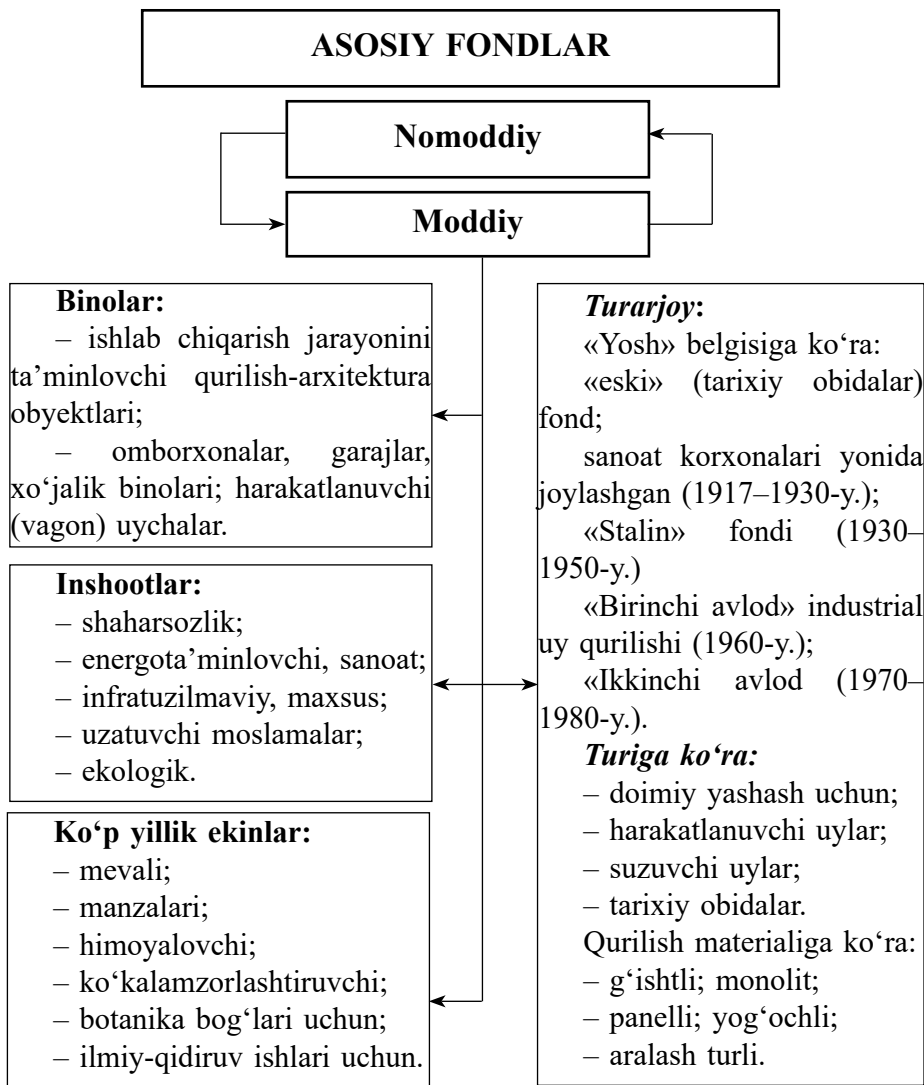 ASOSIY FONDLAR
Nomoddiy
Moddiy
Binolar:
– ishlab chiqarish jarayonini
ta’minlovchi qurilish-arxitektura
obyektlari;
– omborxonalar, garajlar,
xo‘jalik binolari; harakatlanuvchi
(vagon) uychalar.
Inshootlar:
– shaharsozlik;
– energota’minlovchi, sanoat;
– infratuzilmaviy, maxsus;
– uzatuvchi moslamalar;
– ekologik.
Ko‘p yillik ekinlar:
– mevali;
– manzalari;
– himoyalovchi;
– ko‘kalamzorlashtiruvchi;
– botanika bog‘lari uchun;
– ilmiy-qidiruv ishlari uchun.
Turarjoy:
«Yosh» belgisiga ko‘ra:
«eski» (tarixiy obidalar)
fond;
sanoat korxonalari yonida
joylashgan (1917–1930-y.);
«Stalin» fondi (1930–
1950-y.)
«Birinchi avlod» industrial
uy qurilishi (1960-y.);
«Ikkinchi avlod (1970–
1980-y.).
Turiga ko‘ra:
– doimiy yashash uchun;
– harakatlanuvchi uylar;
– suzuvchi uylar;
– tarixiy obidalar.
Qurilish materialiga ko‘ra:
– g‘ishtli; monolit;
– panelli; yog‘ochli;
– aralash turli.